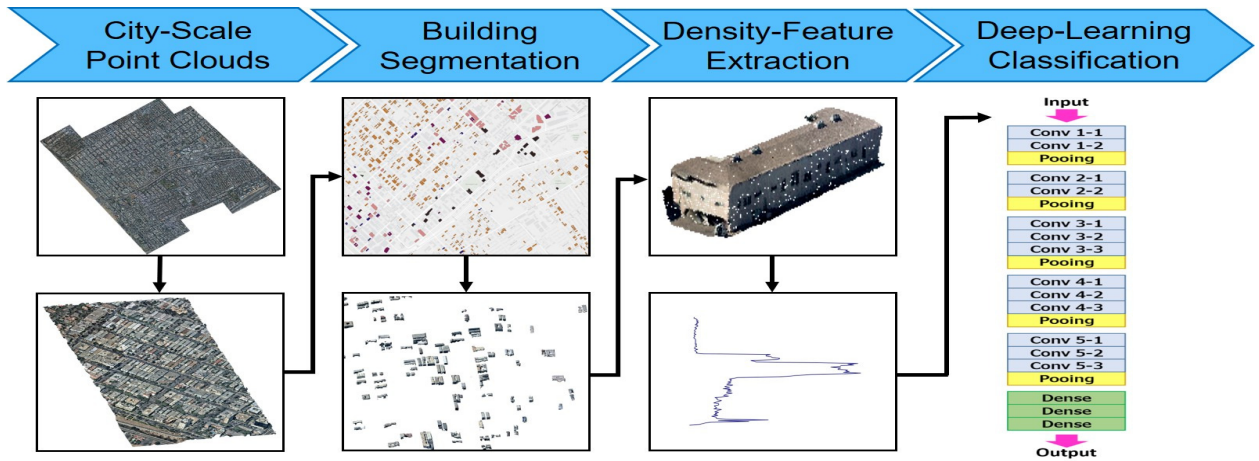 City-Scale
Point Clouds
Building
Segmentation
Density-Feature
Extraction
Deep-Learning
Classification
Input
Conv 1-1
Conv 1-2
Pooing
Conv 2-1
Conv 2-2
Pooing
Conv 3-1
Conv 3-2
Conv 3-3
Pooing
Conv 4-1
Conv 4-2
Conv 4-3
Pooing
Conv 5-1
Conv 5-2
Conv 5-3
Pooing
Dense
Dense
Dense
Output